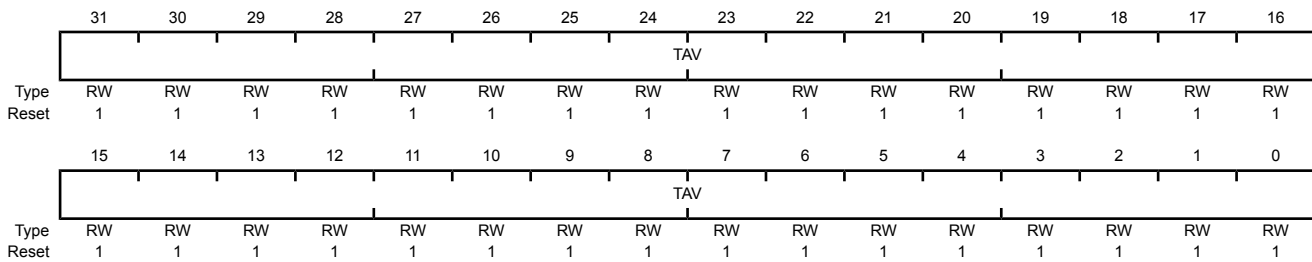 31 30 29 28 27 26 25 24 23 22 21 20 19 18 17 16
TAV
Type RW RW RW RW RW RW RW RW RW RW RW RW RW RW RW RW
Reset 1 1 1 1 1 1 1 1 1 1 1 1 1 1 1 1
15 14 13 12 11 10 9 8 7 6 5 4 3 2 1 0
TAV
Type RW RW RW RW RW RW RW RW RW RW RW RW RW RW RW RW
Reset 1 1 1 1 1 1 1 1 1 1 1 1 1 1 1 1